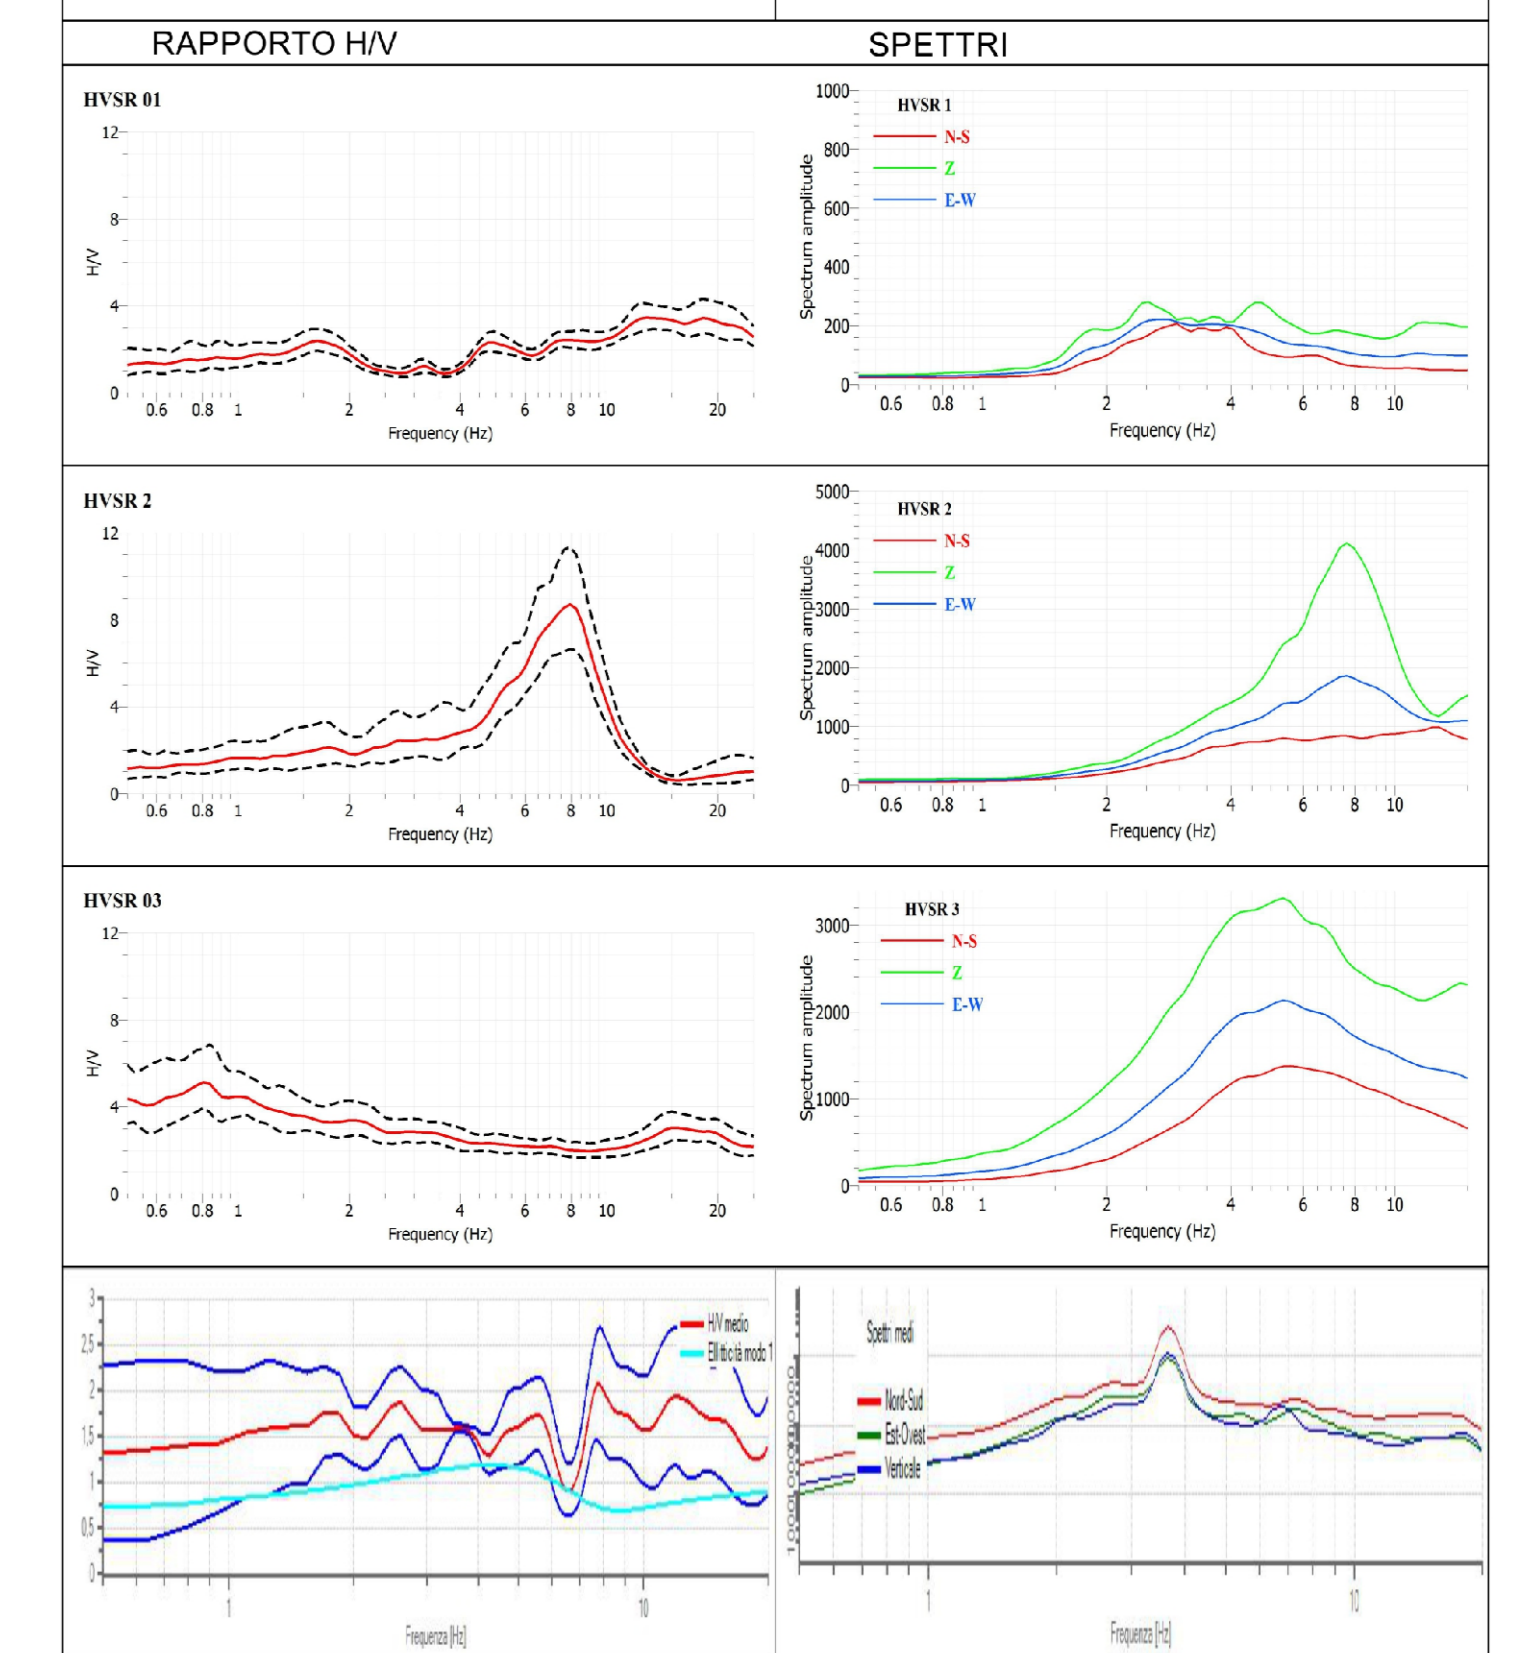 RAPPORTO H/V
SPETTRI
HVSR 01
12
8
4
0
H/V
0.6 0.8 1 2 4 6 8 10 20
Frequency (Hz)
HVSR 1
N-S
Z
E-W
1000
800
600
400
200
0
Spectrum amplitude
0.6 0.8 1 2 4 6 8 10
Frequency (Hz)
HVSR 2
12
8
4
0
H/V
0.6 0.8 1 2 4 6 8 10 20
Frequency (Hz)
HVSR 2
N-S
Z
E-W
5000
4000
3000
2000
1000
0
Spectrum amplitude
0.6 0.8 1 2 4 6 8 10
Frequency (Hz)
HVSR 03
12
8
4
0
H/V
0.6 0.8 1 2 4 6 8 10 20
Frequency (Hz)
HVSR 3
N-S
Z
E-W
3000
2000
1000
0
Spectrum amplitude
0.6 0.8 1 2 4 6 8 10
Frequency (Hz)
3
2,5
2
1,5
1
0,5
0
H/V medio
Ellitticità modo 1
1 10
Frequenza [Hz]
Spettri medi
Nord-Sud
Est-Ovest
Verticale
1 10
Frequenza [Hz]